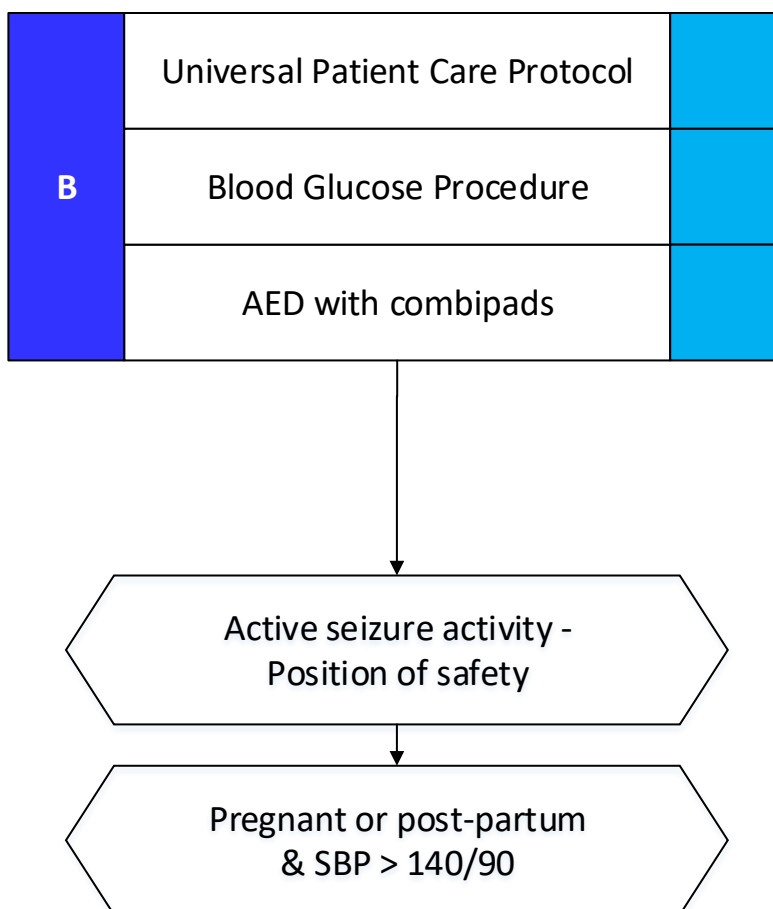 Universal Patient Care Protocol
B
Blood Glucose Procedure
AED with combipads
Active seizure activity -
Position of safety
Pregnant or post-partum
& SBP > 140/90